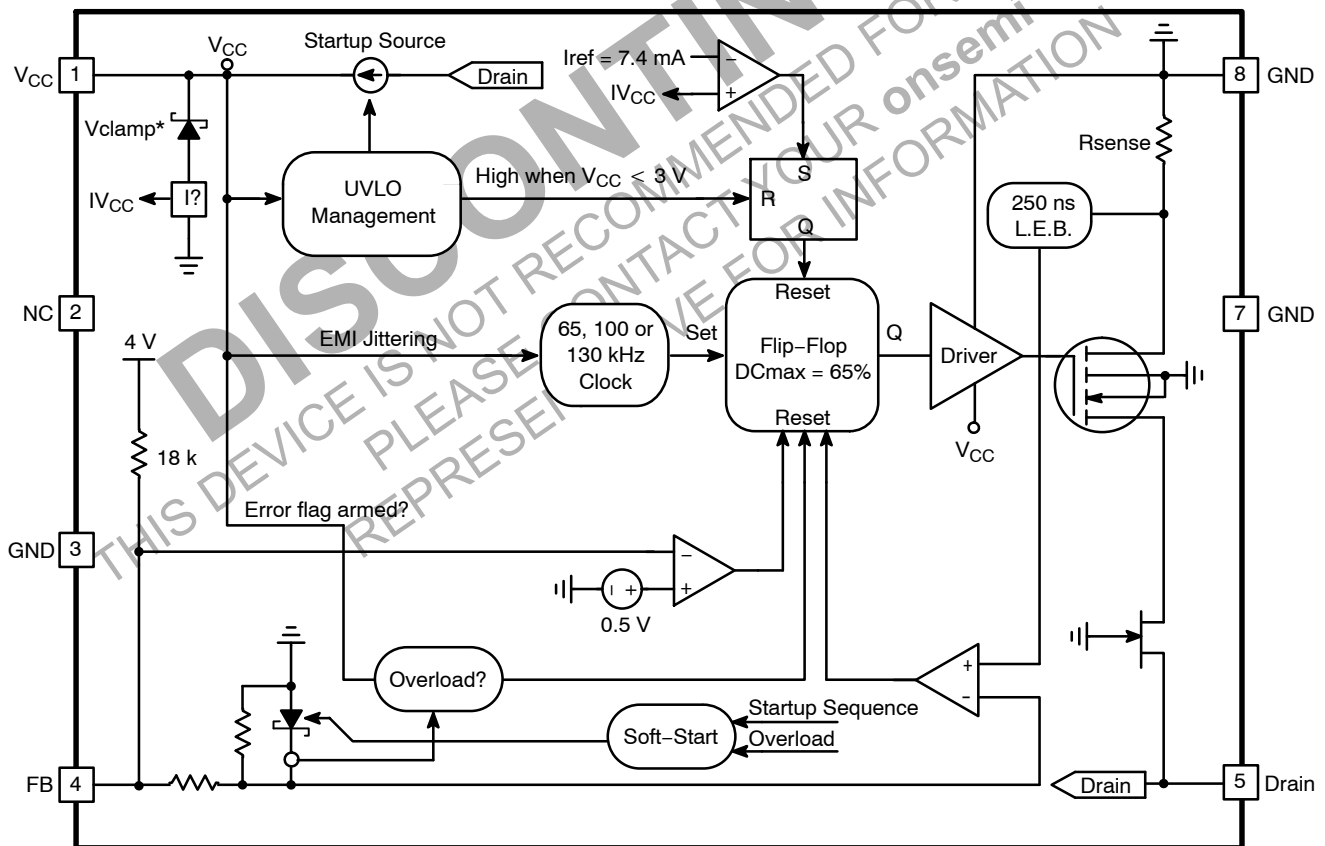 VCC
Startup Source
Iref = 7.4 mA
−
+
IVCC
Drain
VCC 1
8 GND
Vclamp*
Rsense
UVLO
Management
High when VCC < 3 V
S
R
Q
250 ns
L.E.B.
IVCC
I?
NC 2
7 GND
4 V
EMI Jittering
65, 100 or
130 kHz
Clock
Set
Reset
Flip−Flop
DCmax = 65%
Reset
Q
Driver
VCC
18 k
Error flag armed?
GND 3
−
+
− +
0.5 V
Overload?
+
−
Startup Sequence
Soft−Start
Overload
FB 4
Drain
5 Drain
DISCONTIN
THIS DEVICE IS NOT RECOMMENDED FOR
PLEASE CONTACT YOUR onsemi
FOR INFORMATION